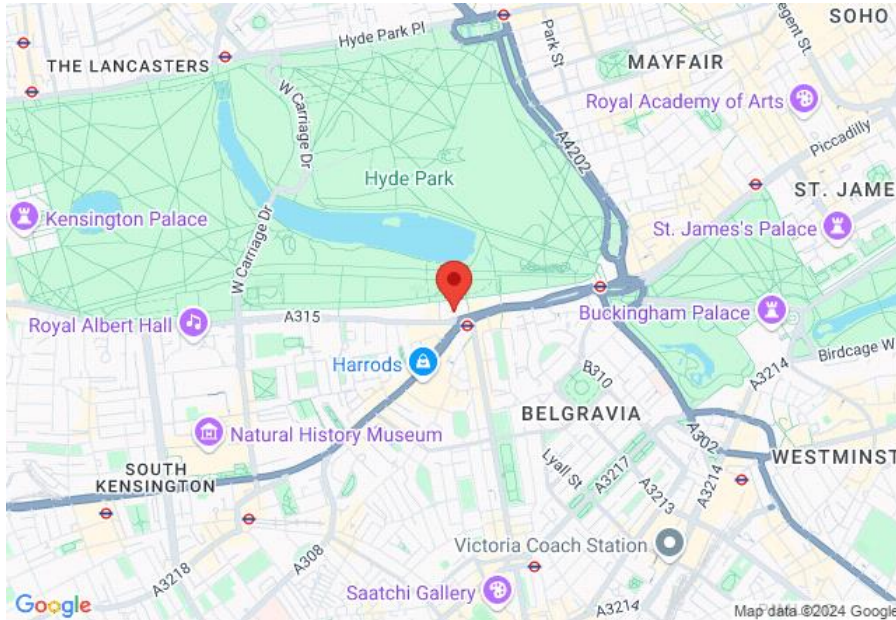 SOHO
Hyde Park Pl
Park St
egent St.
THE LANCASTERS
MAYFAIR
W Carriage Dr
Royal Academy of Arts
A4202
Piccadilly
Hyde Park
ST. JAME
Kensington Palace
W Carriage Dr
St. James's Palace
Royal Albert Hall
A315
Buckingham Palace
Harrods
B310
A3214
Birdcage W
BELGRAVIA
Natural History Museum
A302
SOUTH
KENSINGTON
Lyall St
A3217
A3214
WESTMINST
A3213
Victoria Coach Station
A308
A3218
Saatchi Gallery
A3214
Google
Map data ©2024 Google